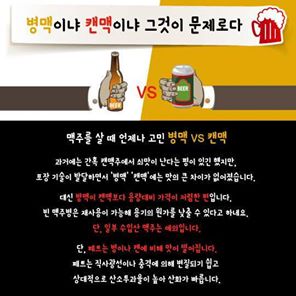 병맥이냐 캔맥이냐 그것이 문제로다
BEER
VS
BEER
맥주를 살 때 언제나 고민 병맥 VS 캔맥
과거에는 간혹 캔맥주에서 쇠맛이 난다는 평이 있긴 했지만,
포장 기술이 발달하면서 '병맥' '캔맥'에는 맛의 큰 차이가 없어졌습니다.
대신 병맥이 캔맥보다 용량대비 가격이 저렴한 편입니다.
빈 맥주병은 재사용이 가능해 용기의 원가를 낮출 수 있다고 하네요.
단, 일부 수입산 맥주는 예외입니다.
단, 페트는 병이나 캔에 비해 맛이 떨어집니다.
페트는 직사광선이나 충격에 의해 변질되기 쉽고
상대적으로 산소투과율이 높아 산화가 빠릅니다.